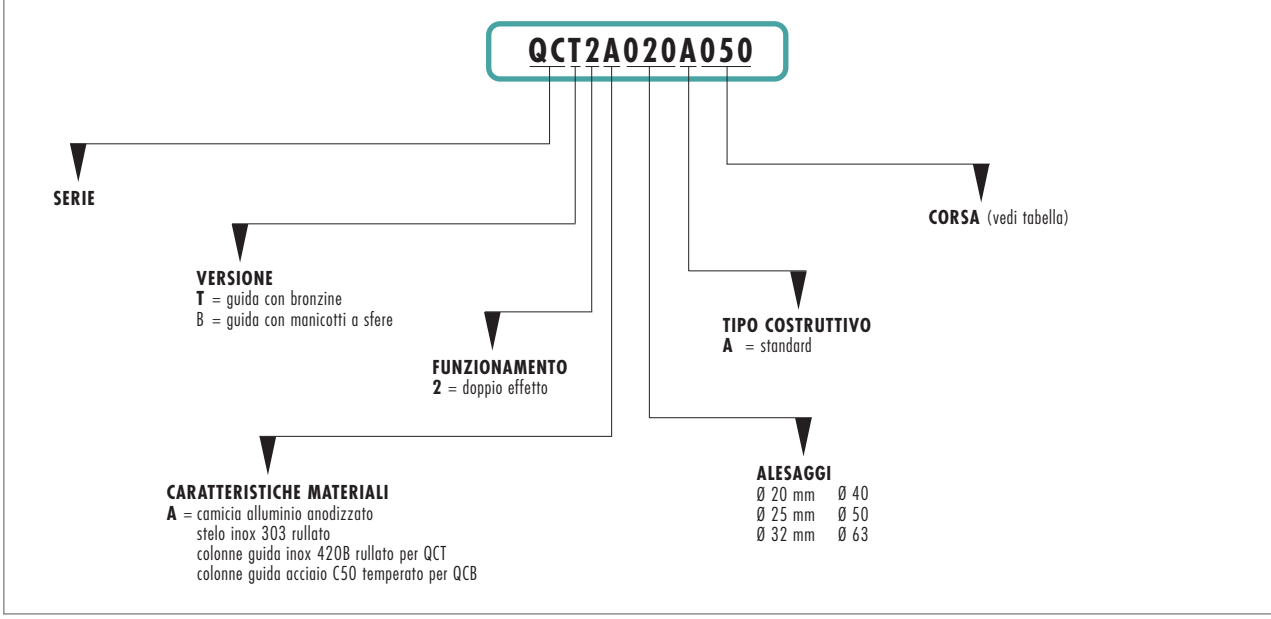 QCT2A020A050
SERIE
CORSA (vedi tabella)
VERSIONE
T = guida con bronzine
B = guida con manicotti a sfere
TIPO COSTRUTTIVO
A = standard
FUNZIONAMENTO
2 = doppio effetto
CARATTERISTICHE MATERIALI
A = camicia alluminio anodizzato
stelo inox 303 rullato
colonne guida inox 420B rullato per QCT
colonne guida acciaio C50 temperato per QCB
ALESAGGI
Ø 20 mm Ø 40
Ø 25 mm Ø 50
Ø 32 mm Ø 63